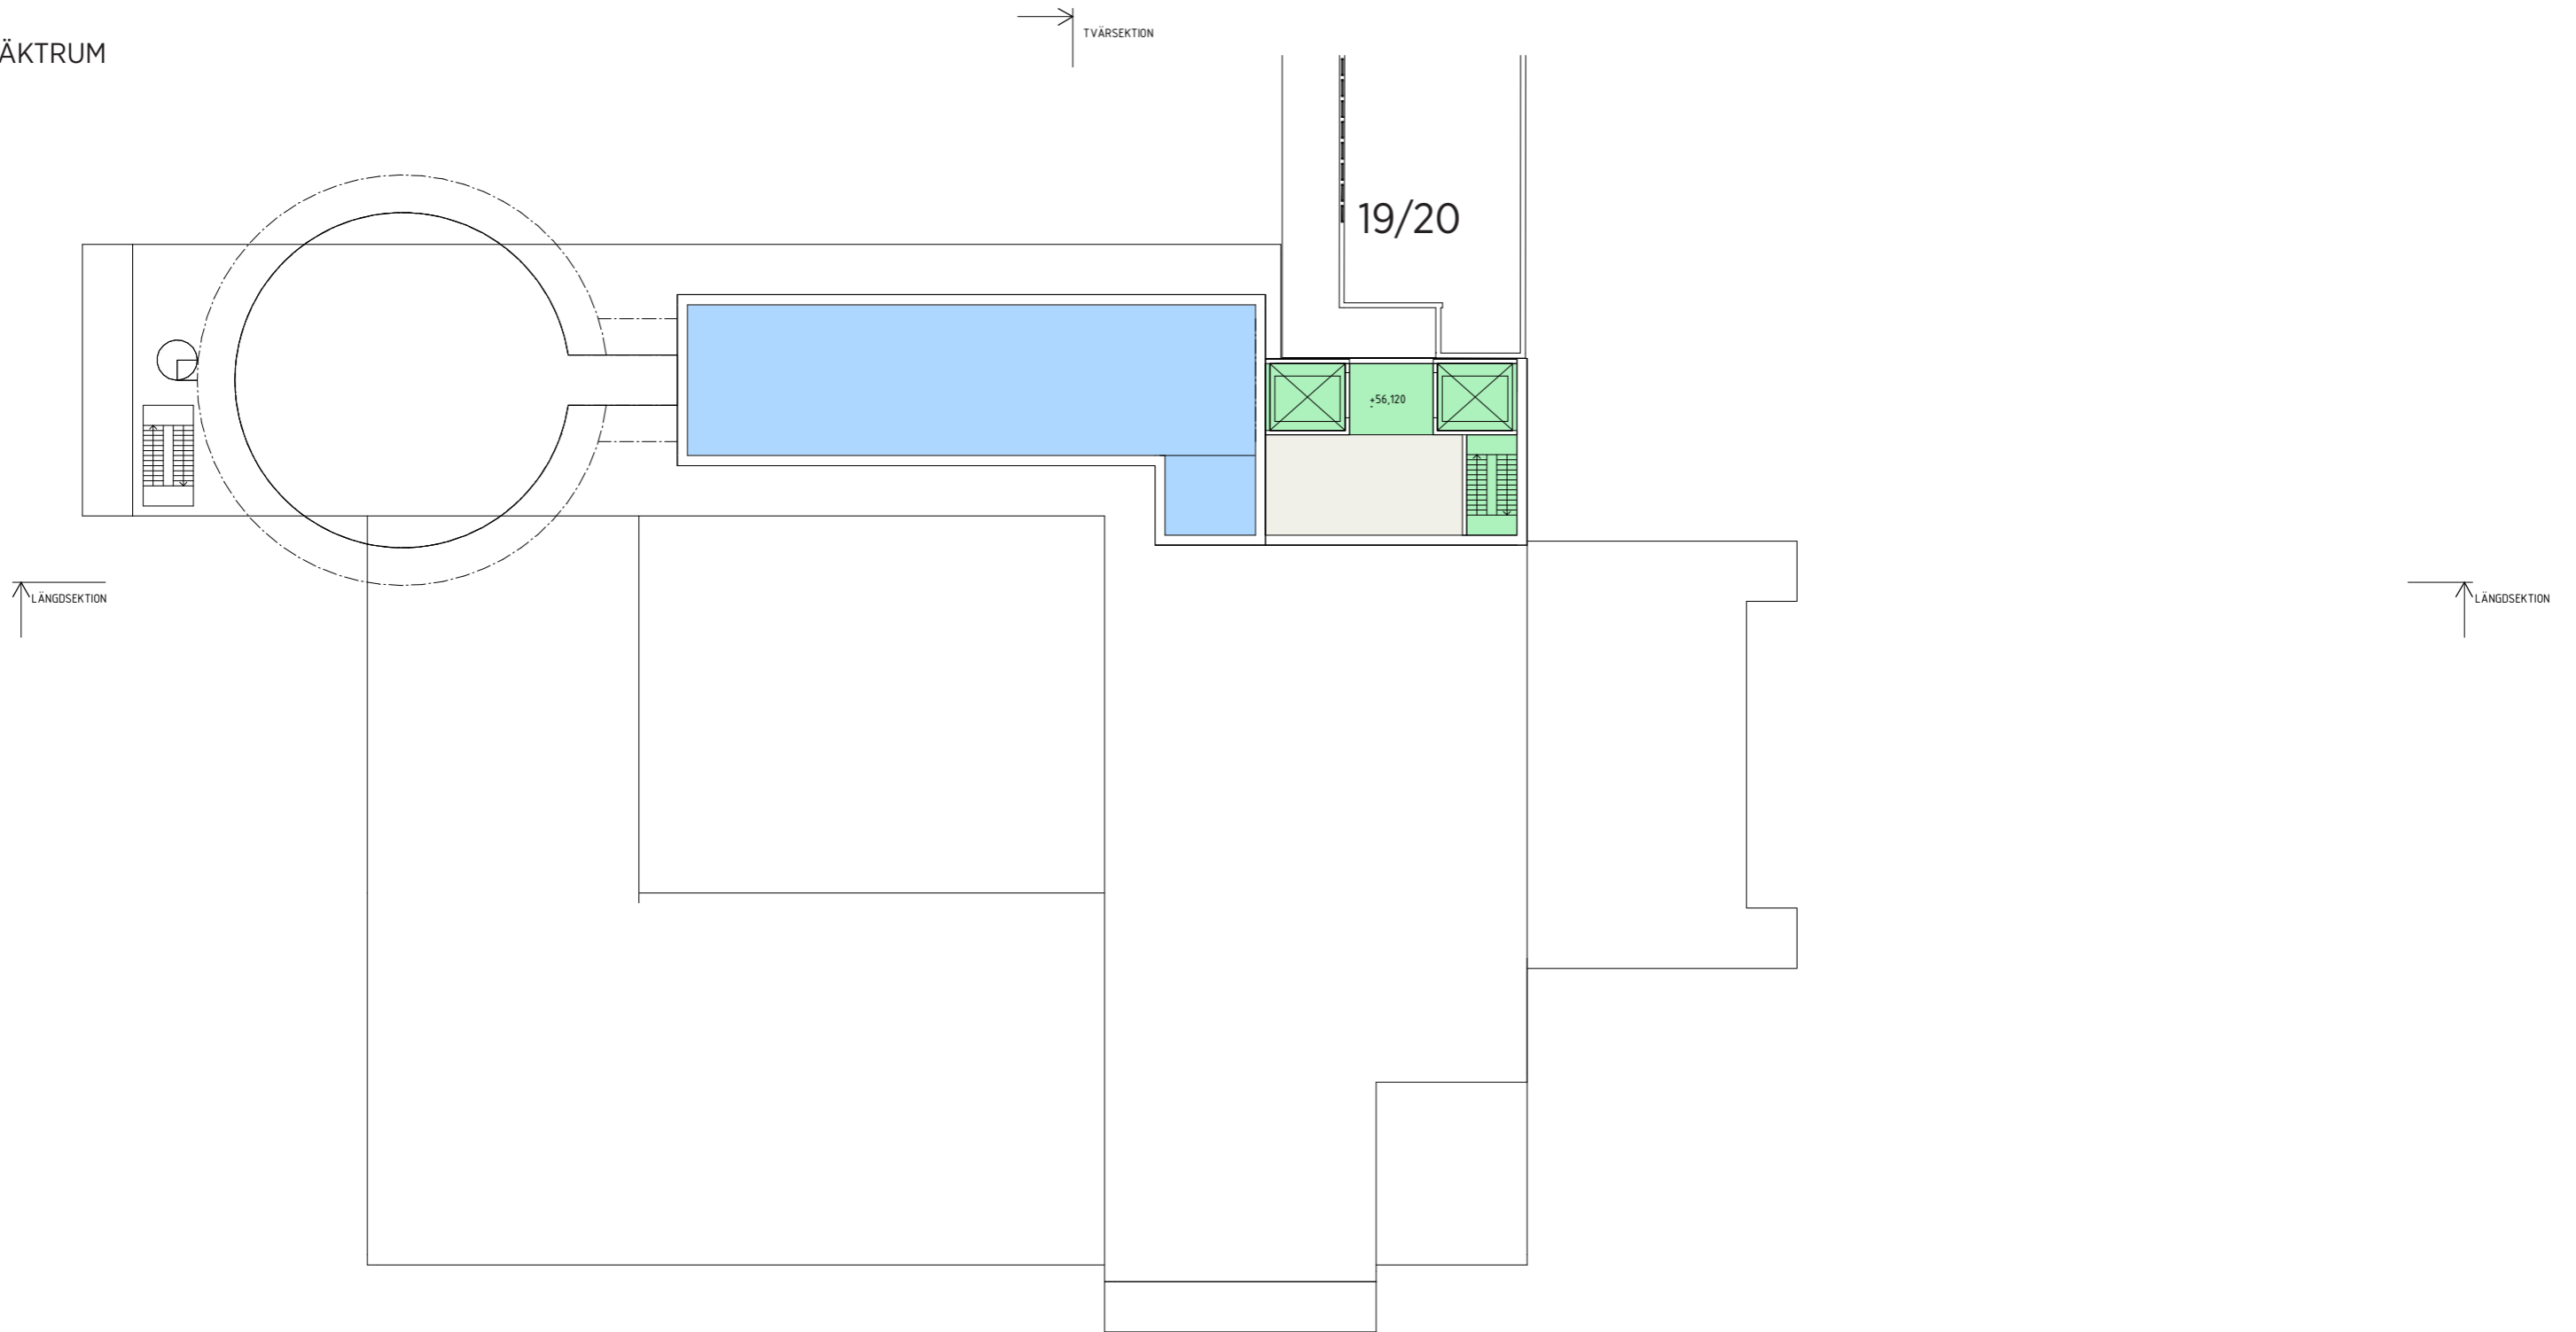 TVÄRSEKTION
ÄKTRUM
19/20
+56,120
LÄNGDSEKTION
LÄNGDSEKTION